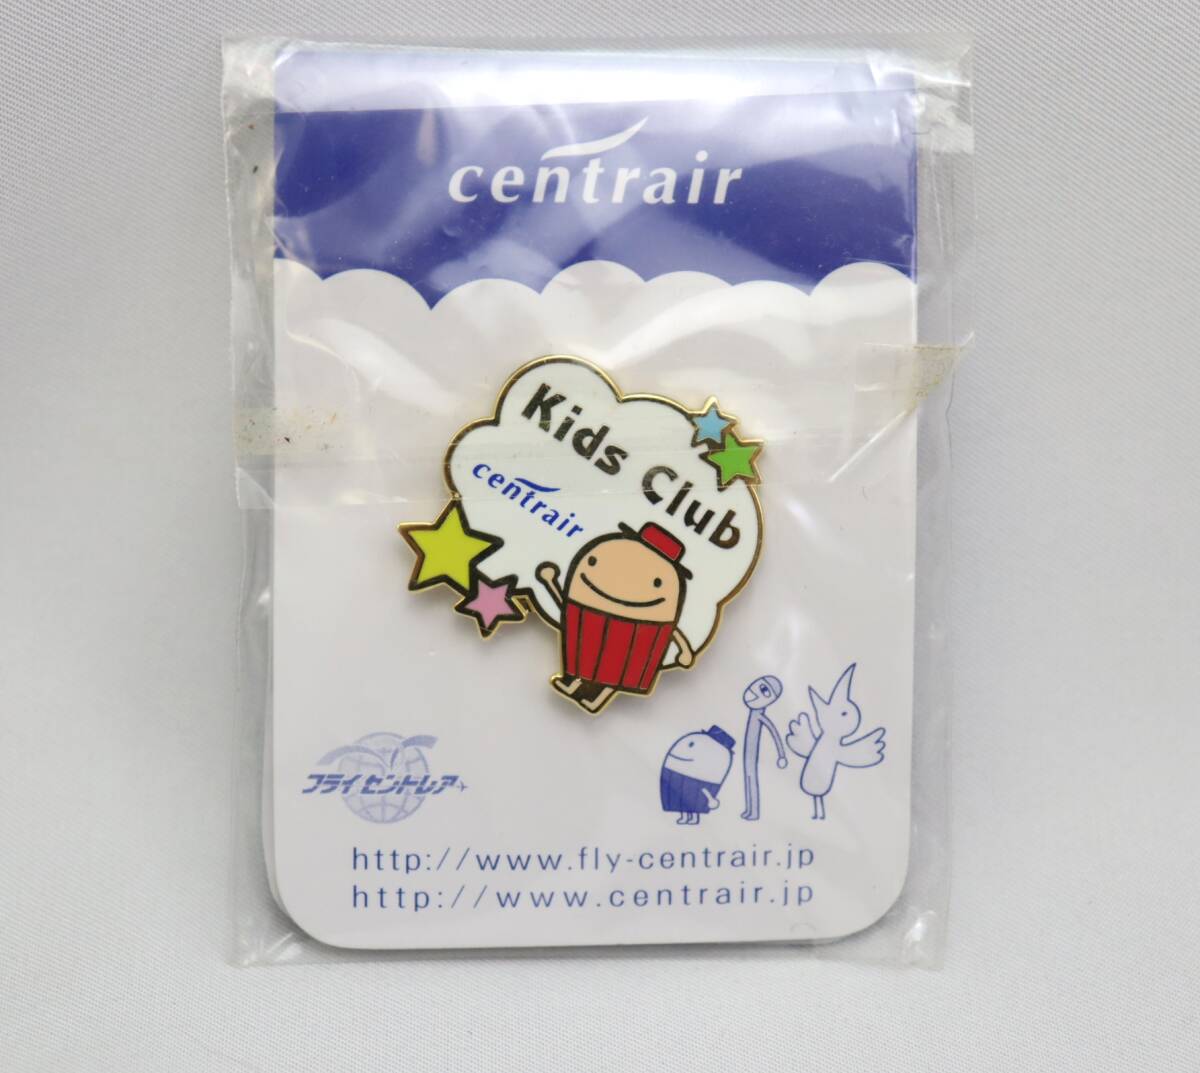 centrair
Kids Club
centrair
フライ セントレア
http://www.fly-centrair.jp
http://www.centrair.jp